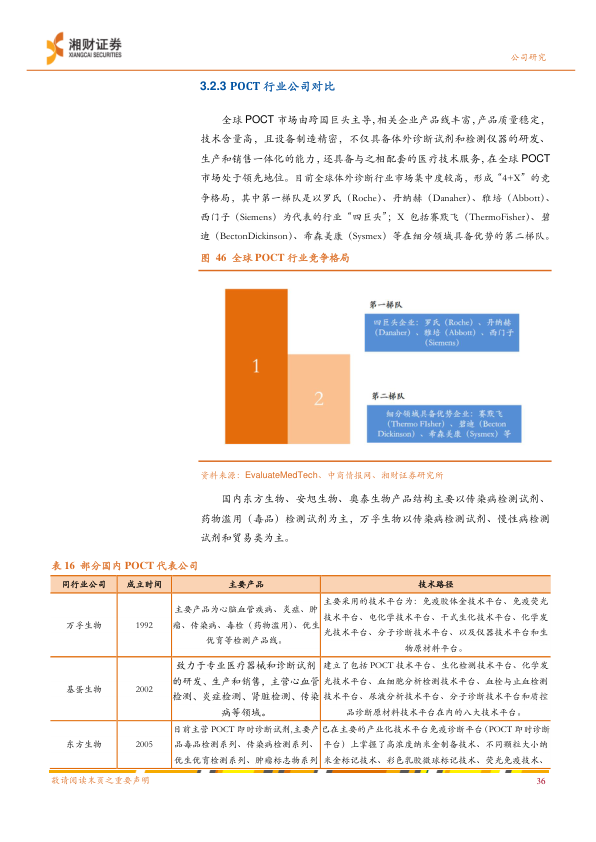 湘财证券
XIANGCAI SECURITIES
公司研究
3.2.3 POCT 行业公司对比
全球 POCT 市场由跨国巨头主导，相关企业产品线丰富，产品质量稳定，
技术含量高，且设备制造精密，不仅具备体外诊断试剂和检测仪器的研发、
生产和销售一体化的能力，还具备与之相配套的医疗技术服务，在全球 POCT
市场处于领先地位。目前全球体外诊断行业市场集中度较高，形成“4+X”的竞
争格局，其中第一梯队是以罗氏（Roche）、丹纳赫（Danaher）、雅培（Abbott）、
西门子（Siemens）为代表的行业“四巨头”；X 包括赛默飞（ThermoFisher）、碧
迪（BectonDickinson）、希森美康（Sysmex）等在细分领域具备优势的第二梯队。
图 46 全球 POCT 行业竞争格局
1
2
第一梯队
四巨头企业：罗氏（Roche）、丹纳赫
（Danaher）、雅培（Abbott）、西门子
（Siemens）
第二梯队
细分领域具备优势企业：赛默飞
（Thermo FIsher）、碧迪（Becton
Dickinson）、希森美康（Sysmex）等
资料来源：EvaluateMedTech、中商情报网、湘财证券研究所
国内东方生物、安旭生物、奥泰生物产品结构主要以传染病检测试剂、
药物滥用（毒品）检测试剂为主，万孚生物以传染病检测试剂、慢性病检测
试剂和贸易类为主。
表 16 部分国内 POCT 代表公司
同行业公司 成立时间 主要产品 技术路径
万孚生物 1992
主要产品为心脑血管疾病、炎症、肿
瘤、传染病、毒检（药物滥用）、优生
优育等检测产品线。
主要采用的技术平台为：免疫胶体金技术平台、免疫荧光
技术平台、电化学技术平台、干式生化技术平台、化学发
光技术平台、分子诊断技术平台、以及仪器技术平台和生
物原材料平台。
基蛋生物 2002
致力于专业医疗器械和诊断试剂
的研发、生产和销售，主营心血管
检测、炎症检测、肾脏检测、传染
病等领域。
建立了包括 POCT 技术平台、生化检测技术平台、化学发
光技术平台、血细胞分析检测技术平台、血栓与止血检测
技术平台、尿液分析技术平台、分子诊断技术平台和质控
品诊断原材料技术平台在内的八大技术平台。
东方生物 2005
目前主营 POCT 即时诊断试剂,主要产
品毒品检测系列、传染病检测系列、
优生优育检测系列、肿瘤标志物系列
已在主要的产业化技术平台免疫诊断平台（POCT 即时诊断
平台）上掌握了高浓度纳米金制备技术、不同颗粒大小纳
米金标记技术、彩色乳胶微球标记技术、荧光免疫技术、
敬请阅读末页之重要声明
36